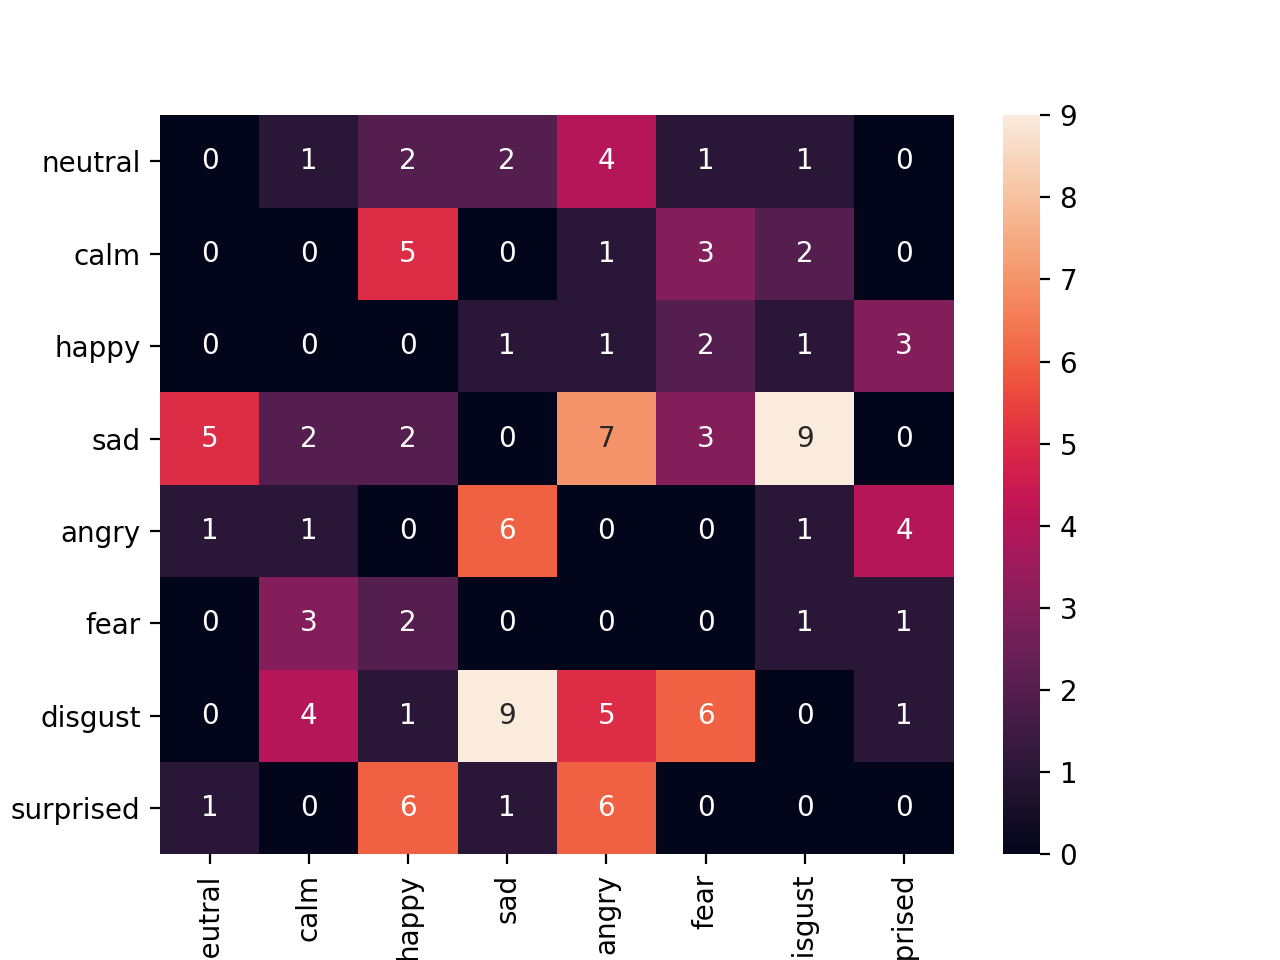 neutral 0 1 2 2 4 1 1 0
calm 0 0 5 0 1 3 2 0
happy 0 0 0 1 1 2 1 3
sad 5 2 2 0 7 3 9 0
angry 1 1 0 6 0 0 1 4
fear 0 3 2 0 0 0 1 1
disgust 0 4 1 9 5 6 0 1
surprised 1 0 6 1 6 0 0 0
eutral calm happy sad angry fear isgust prised
9
8
7
6
5
4
3
2
1
0